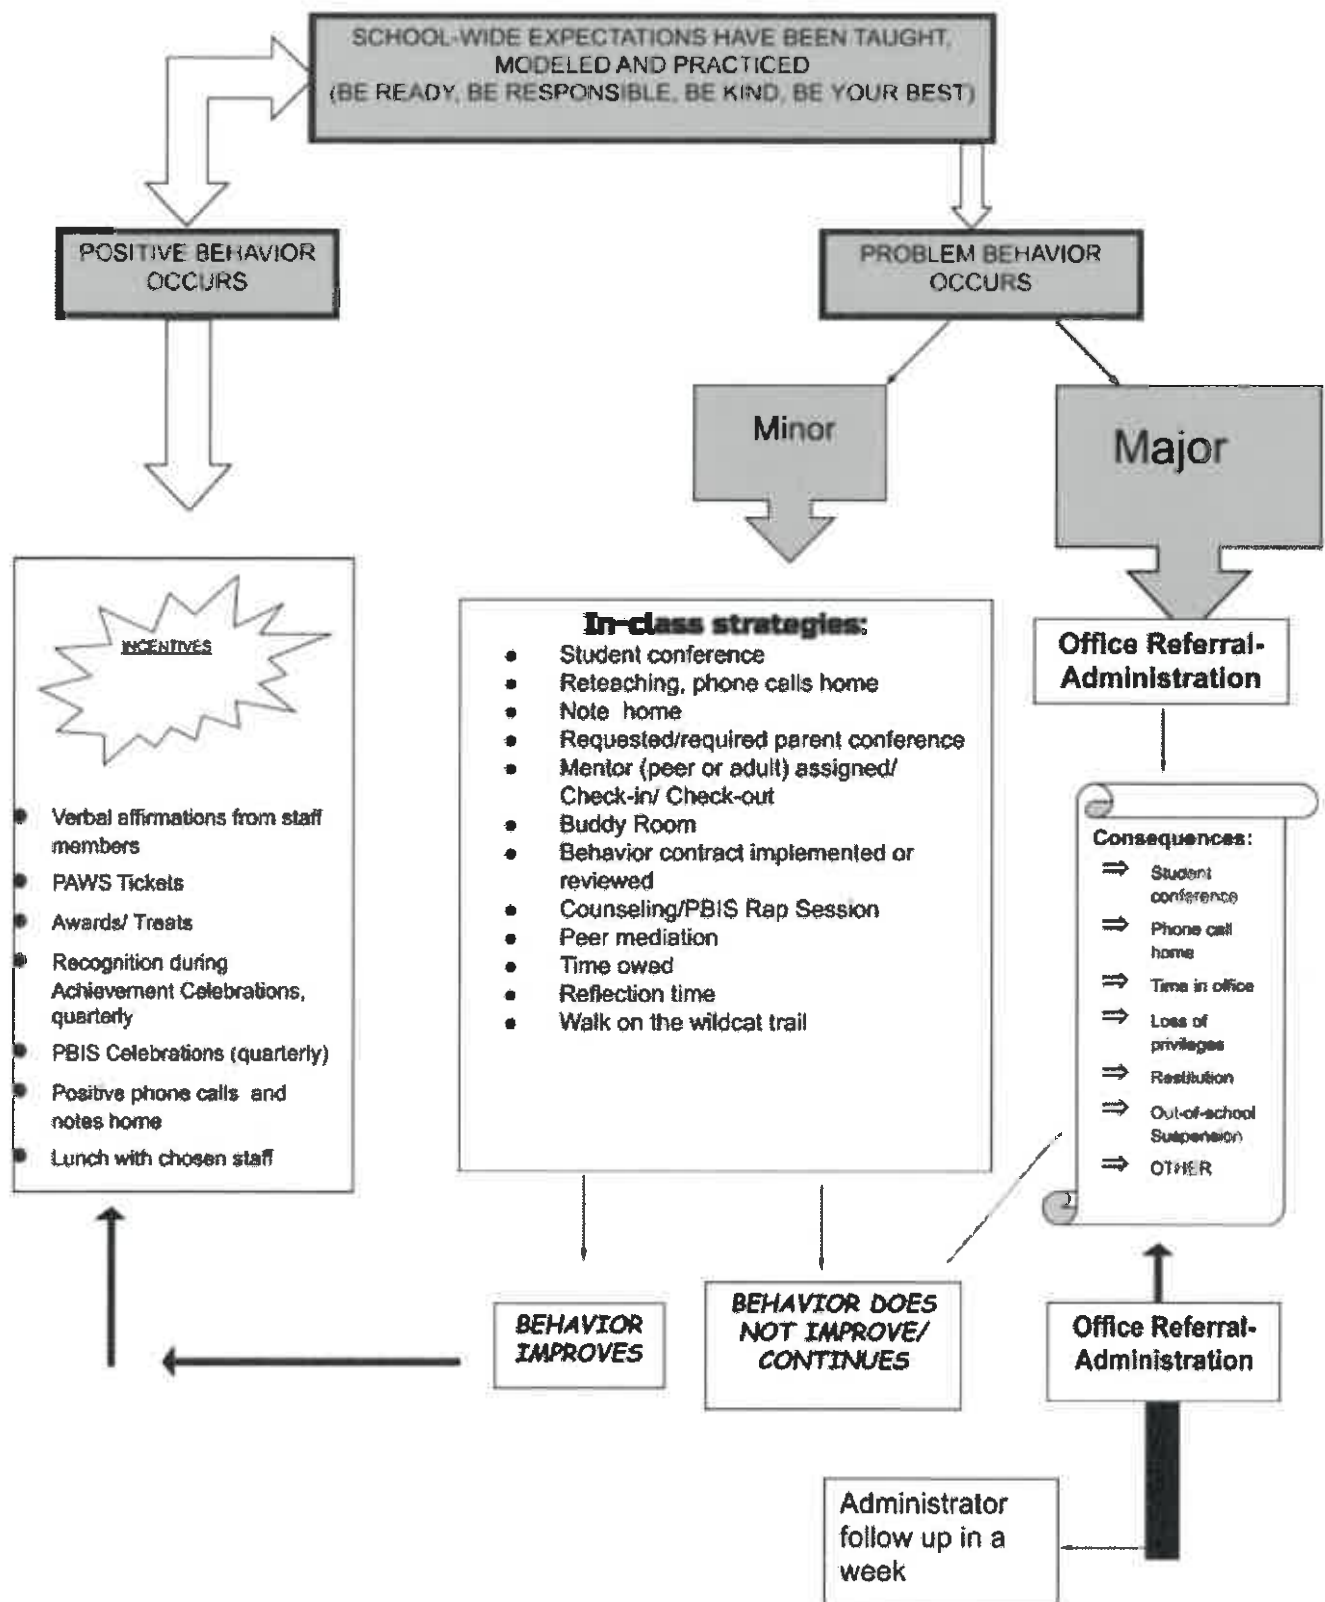 SCHOOL-WIDE EXPECTATIONS HAVE BEEN TAUGHT,
MODELED AND PRACTICED
(BE READY, BE RESPONSIBLE, BE KIND, BE YOUR BEST)
POSITIVE BEHAVIOR
OCCURS
PROBLEM BEHAVIOR
OCCURS
Minor
Major
INCENTIVES
• Verbal affirmations from staff
members
• PAWS Tickets
• Awards/ Treats
• Recognition during
Achievement Celebrations,
quarterly
• PBIS Celebrations (quarterly)
• Positive phone calls and
notes home
• Lunch with chosen staff
In-class strategies:
• Student conference
• Reteaching, phone calls home
• Note home
• Requested/required parent conference
• Mentor (peer or adult) assigned/
Check-in/ Check-out
• Buddy Room
• Behavior contract implemented or
reviewed
• Counseling/PBIS Rap Session
• Peer mediation
• Time owed
• Reflection time
• Walk on the wildcat trail
Office Referral-
Administration
Consequences:
⇒ Student
conference
⇒ Phone call
home
⇒ Time in office
⇒ Loss of
privileges
⇒ Restitution
⇒ Out-of-school
Suspension
⇒ OTHER
BEHAVIOR
IMPROVES
BEHAVIOR DOES
NOT IMPROVE/
CONTINUES
Office Referral-
Administration
Administrator
follow up in a
week